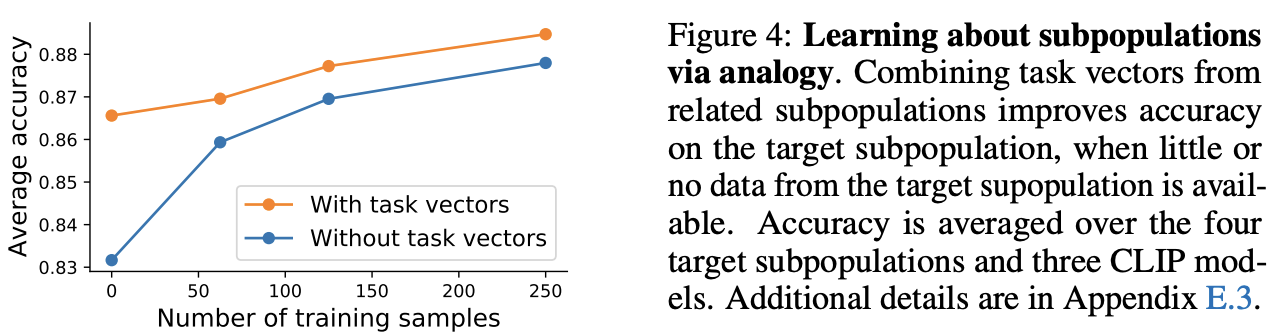 0.88
0.87
0.86
0.85
0.84
0.83
Average accuracy
With task vectors
Without task vectors
0 50 100 150 200 250
Number of training samples
Figure 4: Learning about subpopulations
via analogy. Combining task vectors from
related subpopulations improves accuracy
on the target subpopulation, when little or
no data from the target supopulation is avail-
able. Accuracy is averaged over the four
target subpopulations and three CLIP mod-
els. Additional details are in Appendix E.3.